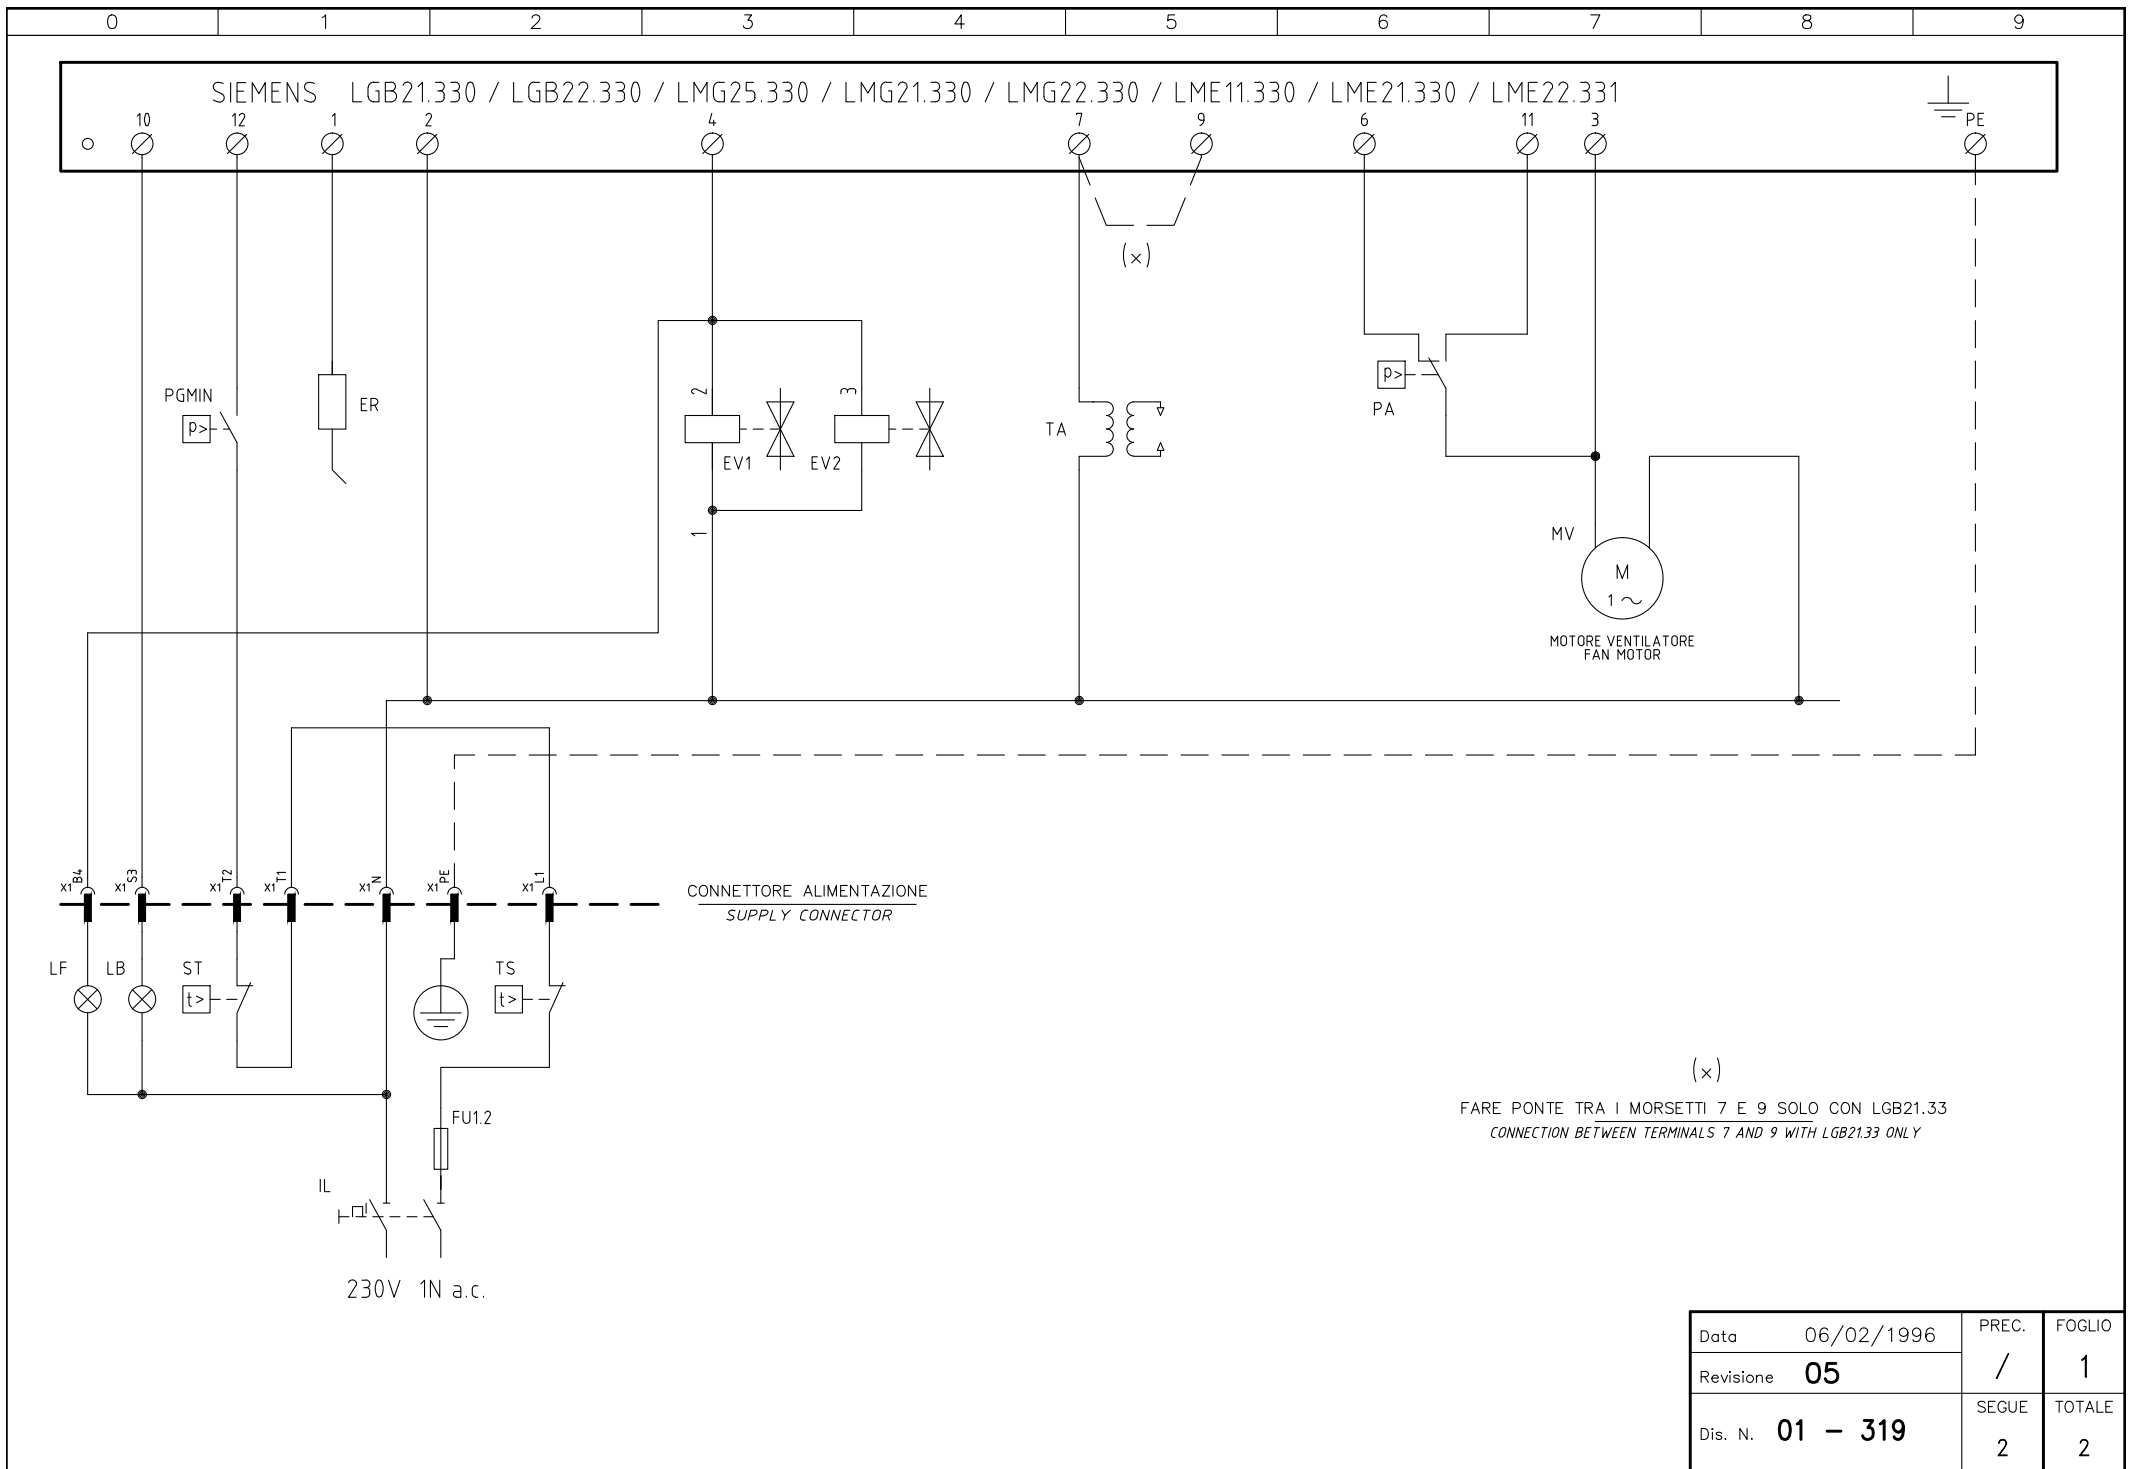 0 1 2 3 4 5 6 7 8 9
SIEMENS LGB21.330 / LGB22.330 / LMG25.330 / LMG21.330 / LMG22.330 / LME11.330 / LME21.330 / LME22.331
10 12 1 2 4 7 9 6 11 3 PE
(x)
PGMIN
p>
ER
2
3
EV1
EV2
1
TA
p>
PA
MV
M
1~
MOTORE VENTILATORE
FAN MOTOR
X1 B4 X1 S3 X1 T2 X1 T1 X1 N X1 PE X1 L1
CONNETTORE ALIMENTAZIONE
SUPPLY CONNECTOR
LF LB ST TS
t> t>
FU1.2
IL
230V 1N a.c.
(x)
FARE PONTE TRA I MORSETTI 7 E 9 SOLO CON LGB21.33
CONNECTION BETWEEN TERMINALS 7 AND 9 WITH LGB21.33 ONLY
Data 06/02/1996
Revisione 05
Dis. N. 01 - 319
PREC.
/
SEGUE
2
FOGLIO
1
TOTALE
2